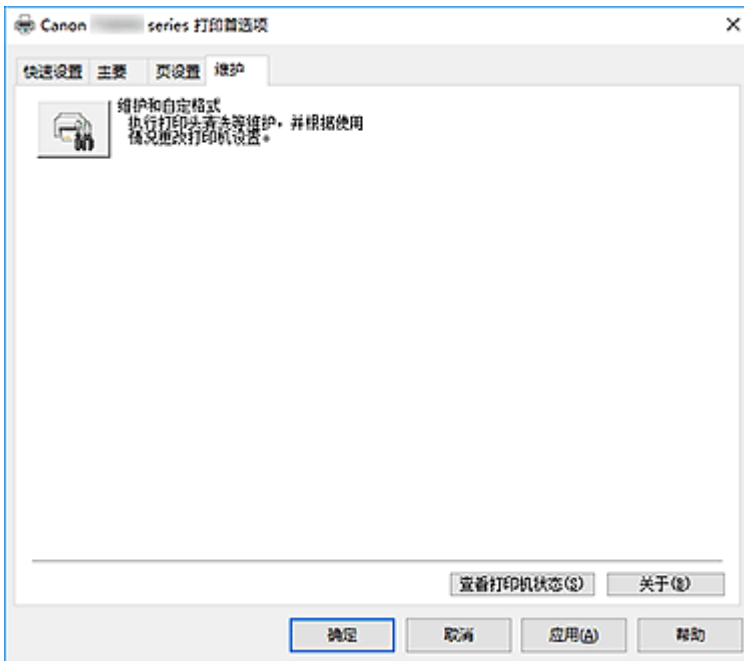 Canon series 打印首选项
快速设置 主要 页设置 维护
维护和自定格式
执行打印头清洗等维护，并根据使用
情况更改打印机设置。
查看打印机状态(S) 关于(B)
确定 取消 应用(A) 帮助